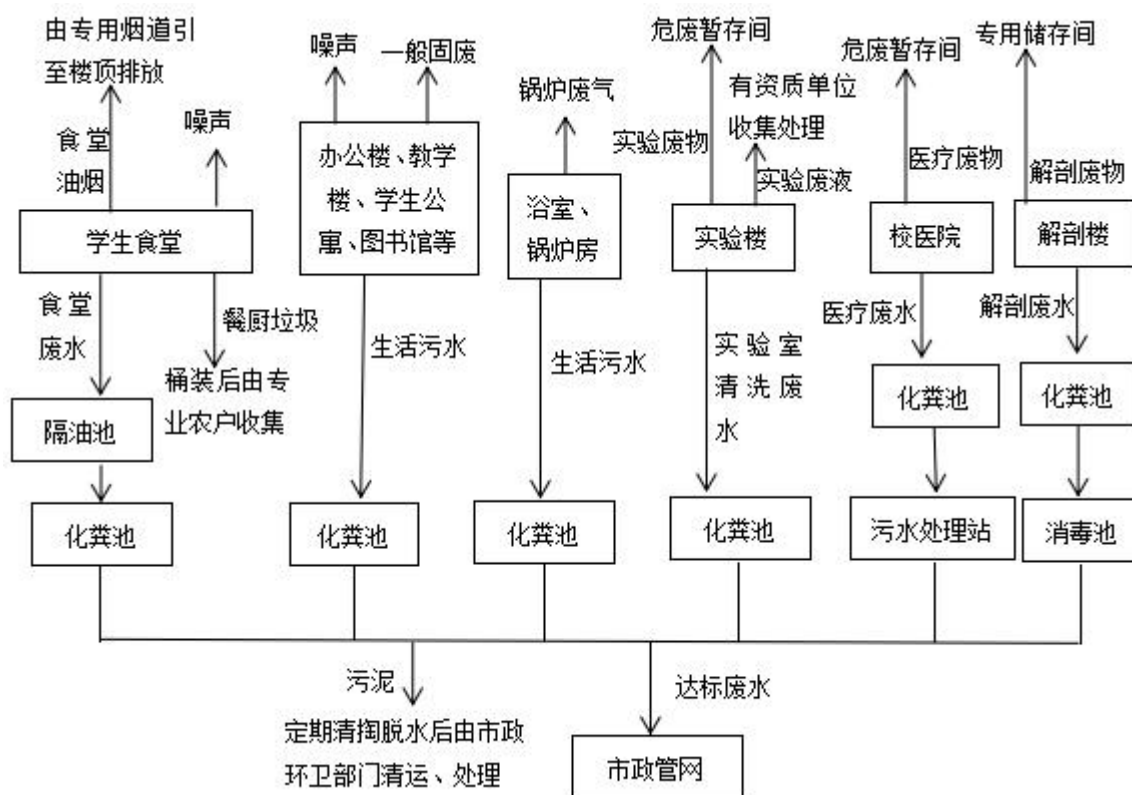 由专用烟道引
至楼顶排放
食堂
油烟
噪声
学生食堂
食堂
废水
餐厨垃圾
桶装后由专
业农户收集
隔油池
化粪池
噪声
一般固废
办公楼、教学
楼、学生公
寓、图书馆等
生活污水
化粪池
锅炉废气
浴室、
锅炉房
生活污水
化粪池
危废暂存间
有资质单位
收集处理
实验废物
实验废液
实验楼
实验室
清洗废
水
化粪池
危废暂存间
医疗废物
校医院
医疗废水
化粪池
污水处理站
专用储存间
解剖废物
解剖楼
解剖废水
化粪池
消毒池
污泥
定期清掏脱水后由市政
环卫部门清运、处理
达标废水
市政管网